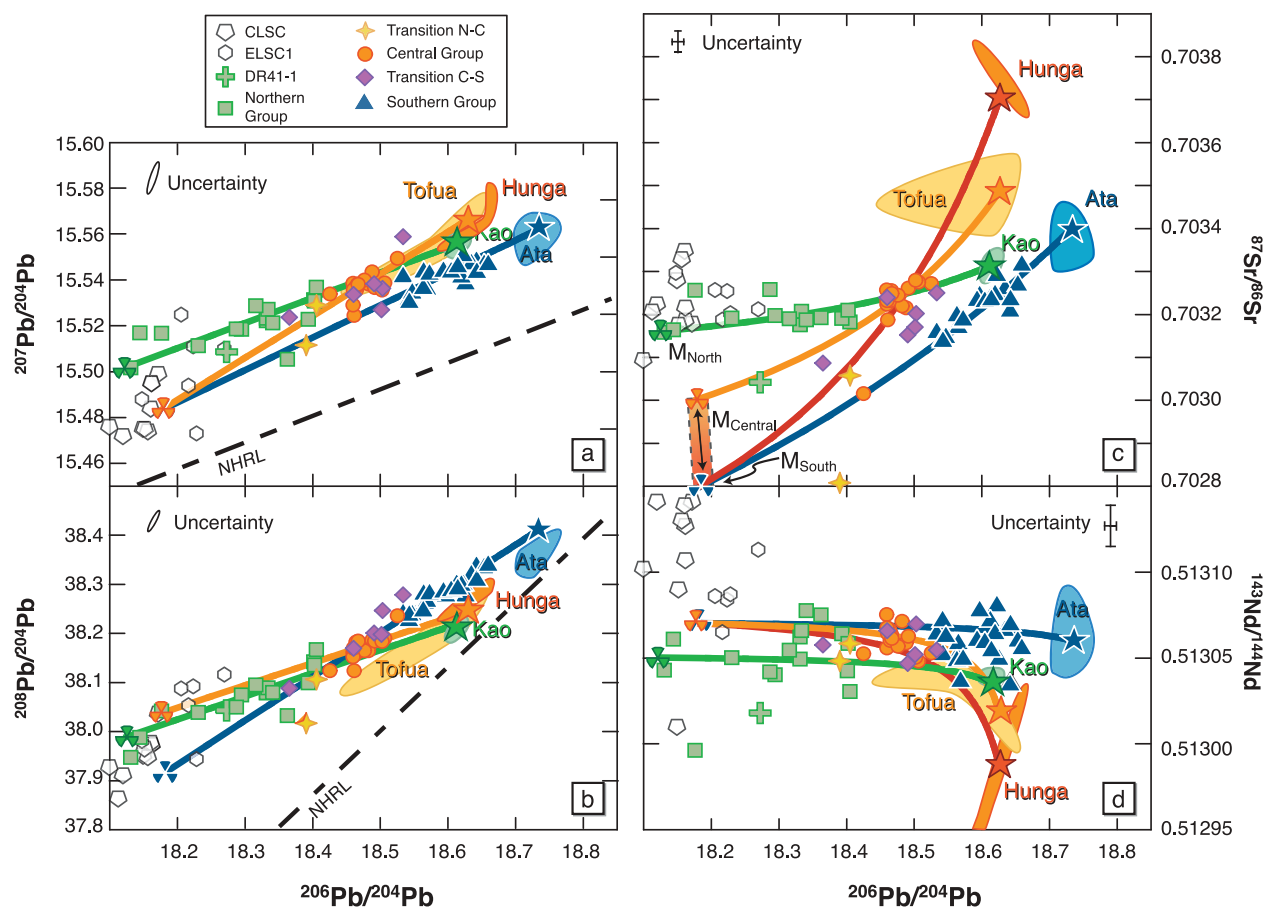 CLSC
ELSC1
DR41-1
Northern
Group
Transition N-C
Central Group
Transition C-S
Southern Group
15.60
15.58
15.56
15.54
15.52
15.50
15.48
15.46
²⁰⁷Pb/²⁰⁴Pb
Uncertainty
Tofua
Hunga
Kao
Ata
NHRL
a
38.4
38.3
38.2
38.1
38.0
37.9
37.8
²⁰⁸Pb/²⁰⁴Pb
Uncertainty
Ata
Hunga
Kao
Tofua
NHRL
b
18.2 18.3 18.4 18.5 18.6 18.7 18.8
²⁰⁶Pb/²⁰⁴Pb
Uncertainty
Hunga
Tofua
Ata
Kao
M North
M Central
M South
c
0.7038
0.7036
0.7034
0.7032
0.7030
0.7028
⁸⁷Sr/⁸⁶Sr
Uncertainty
Ata
Kao
Tofua
Hunga
d
0.51310
0.51305
0.51300
0.51295
¹⁴³Nd/¹⁴⁴Nd
18.2 18.3 18.4 18.5 18.6 18.7 18.8
²⁰⁶Pb/²⁰⁴Pb